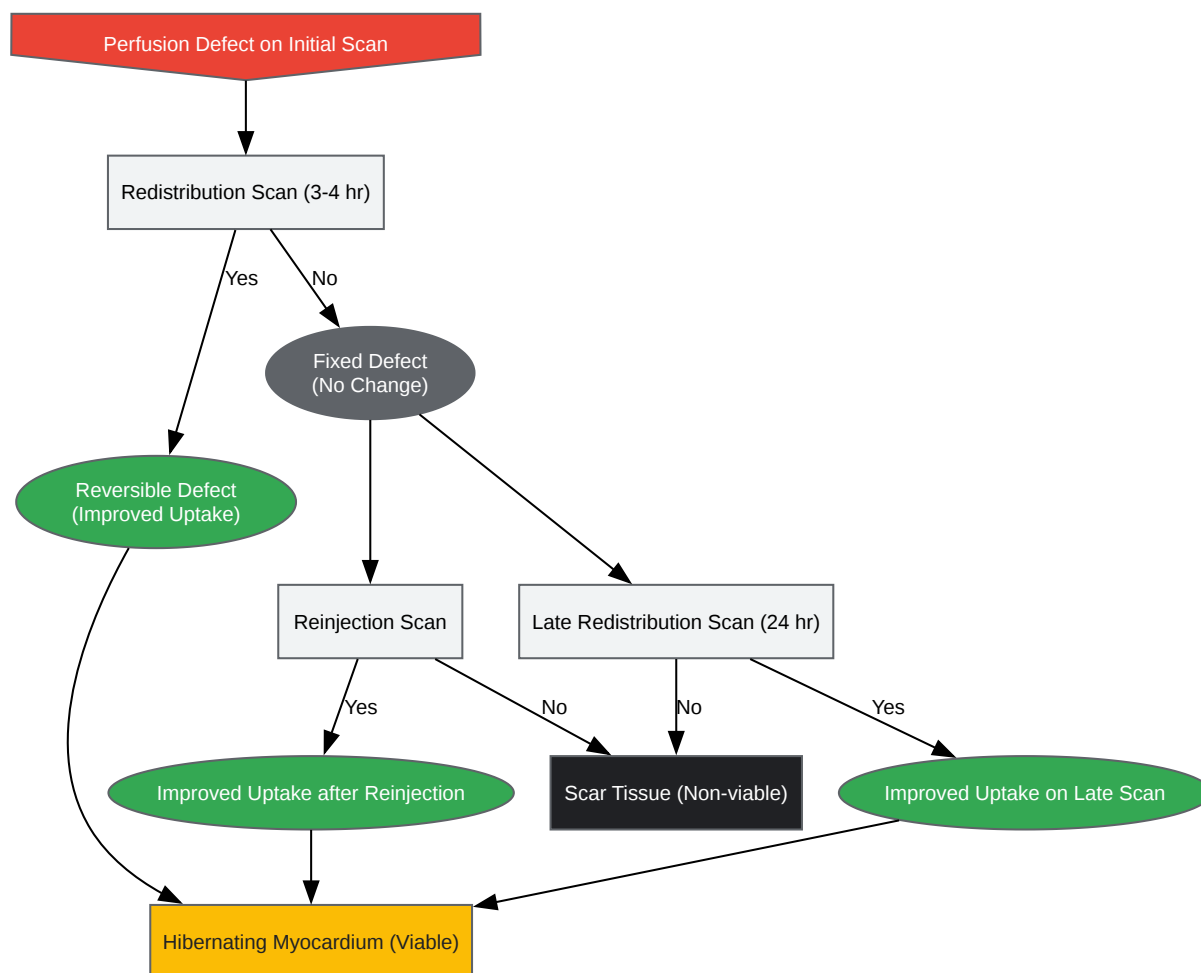 Perfusion Defect on Initial Scan
Redistribution Scan (3-4 hr)
Yes
No
Fixed Defect
(No Change)
Reversible Defect
(Improved Uptake)
Reinjection Scan
Late Redistribution Scan (24 hr)
Yes
No
No
Yes
Improved Uptake after Reinjection
Scar Tissue (Non-viable)
Improved Uptake on Late Scan
Hibernating Myocardium (Viable)